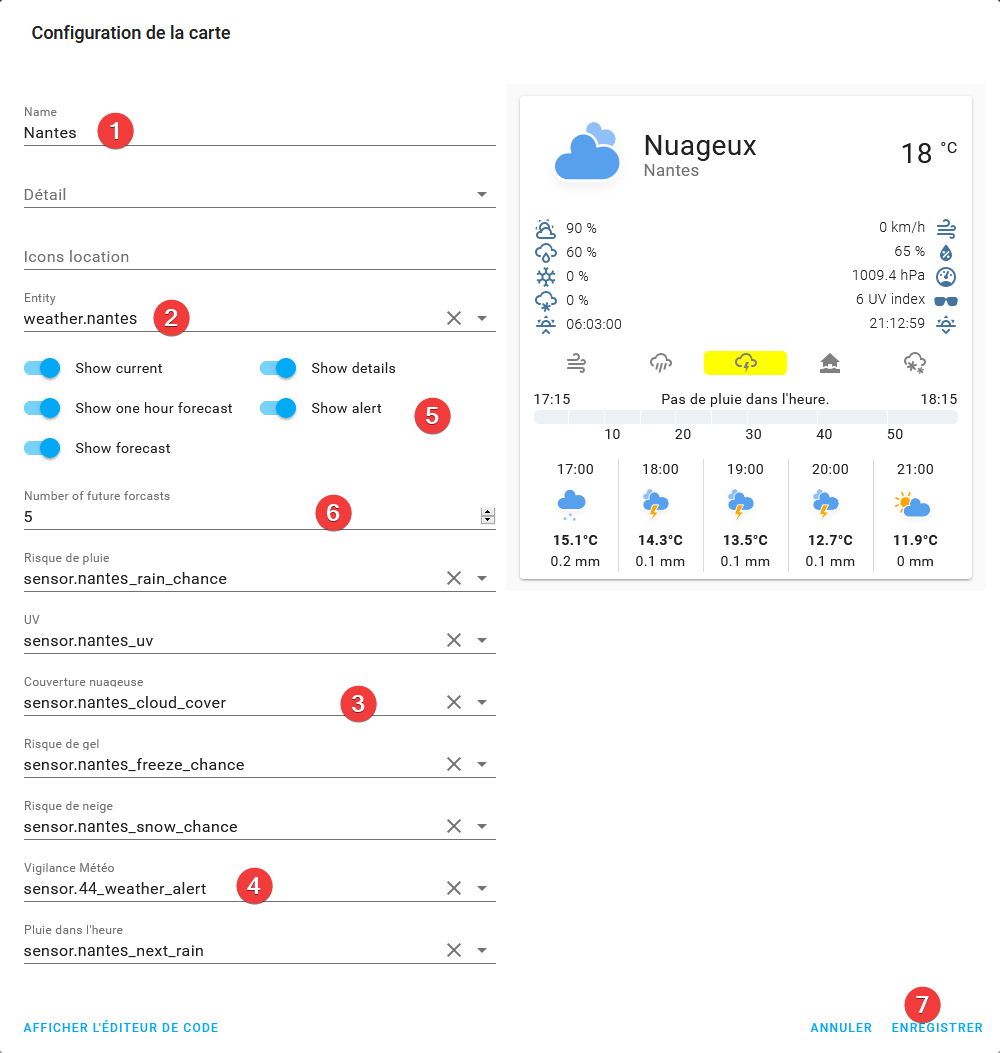 Configuration de la carte
Name
Nantes 1
Détail
Icons location
Entity
weather.nantes 2
Show current Show details
Show one hour forecast Show alert 5
Show forecast
Number of future forcasts
5 6
Risque de pluie
sensor.nantes_rain_chance
UV
sensor.nantes_uv
Couverture nuageuse
sensor.nantes_cloud_cover 3
Risque de gel
sensor.nantes_freeze_chance
Risque de neige
sensor.nantes_snow_chance
Vigilance Météo
sensor.44_weather_alert 4
Pluie dans l'heure
sensor.nantes_next_rain
Nuageux
Nantes
18 °C
90 % 0 km/h
60 % 65 %
0 % 1009.4 hPa
0 % 6 UV index
06:03:00 21:12:59
17:15 Pas de pluie dans l'heure. 18:15
10 20 30 40 50
17:00 18:00 19:00 20:00 21:00
15.1°C 14.3°C 13.5°C 12.7°C 11.9°C
0.2 mm 0.1 mm 0.1 mm 0.1 mm 0 mm
7
AFFICHER L'ÉDITEUR DE CODE ANNULER ENREGISTRER